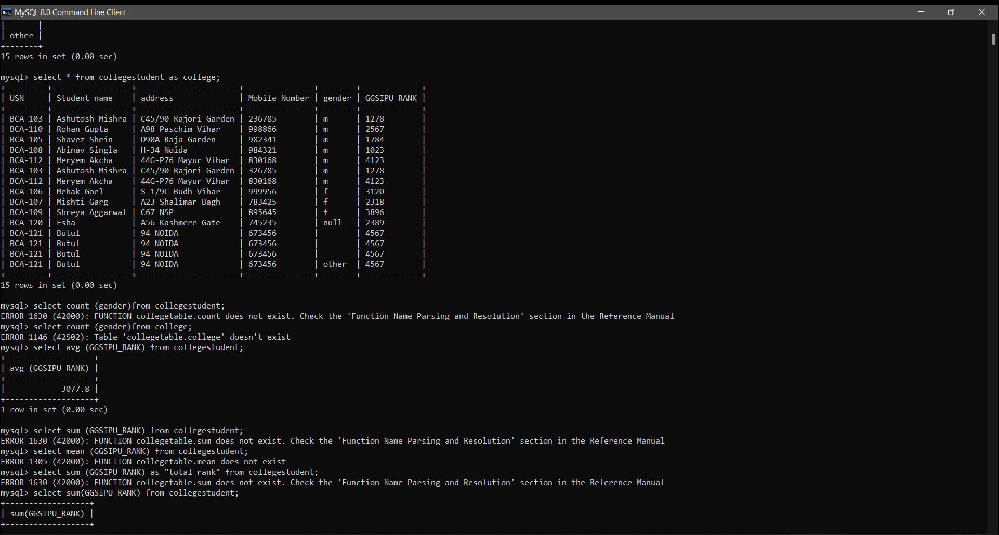 MySQL 8.0 Command Line Client
|       |
| other |
+-------+
15 rows in set (0.00 sec)
mysql> select * from collegestudent as college;
+---------+-----------------+----------------------+---------------+--------+-------------+
| USN     | Student_name    | address              | Mobile_Number | gender | GGSIPU_RANK |
+---------+-----------------+----------------------+---------------+--------+-------------+
| BCA-103 | Ashutosh Mishra | C45/90 Rajori Garden | 236785        | m      | 1278        |
| BCA-110 | Rohan Gupta     | A98 Paschim Vihar    | 998866        | m      | 2567        |
| BCA-105 | Shavez Shein    | D90A Raja Garden     | 982341        | m      | 1784        |
| BCA-108 | Abinav Singla   | H-34 Noida           | 984321        | m      | 1023        |
| BCA-112 | Meryem Akcha    | 44G-P76 Mayur Vihar  | 830168        | m      | 4123        |
| BCA-103 | Ashutosh Mishra | C45/90 Rajori Garden | 326785        | m      | 1278        |
| BCA-112 | Meryem Akcha    | 44G-P76 Mayur Vihar  | 830168        | m      | 4123        |
| BCA-106 | Mehak Goel      | S-1/9C Budh Vihar    | 999956        | f      | 3120        |
| BCA-107 | Mishti Garg     | A23 Shalimar Bagh    | 783425        | f      | 2318        |
| BCA-109 | Shreya Aggarwal | C67 NSP              | 895645        | f      | 3896        |
| BCA-120 | Esha            | A56-Kashmere Gate    | 745235        | null   | 2389        |
| BCA-121 | Butul           | 94 NOIDA             | 673456        |        | 4567        |
| BCA-121 | Butul           | 94 NOIDA             | 673456        |        | 4567        |
| BCA-121 | Butul           | 94 NOIDA             | 673456        |        | 4567        |
| BCA-121 | Butul           | 94 NOIDA             | 673456        | other  | 4567        |
+---------+-----------------+----------------------+---------------+--------+-------------+
15 rows in set (0.00 sec)
mysql> select count (gender)from collegestudent;
ERROR 1630 (42000): FUNCTION collegetable.count does not exist. Check the 'Function Name Parsing and Resolution' section in the Reference Manual
mysql> select count (gender)from college;
ERROR 1146 (42S02): Table 'collegetable.college' doesn't exist
mysql> select avg (GGSIPU_RANK) from collegestudent;
+-------------------+
| avg (GGSIPU_RANK) |
+-------------------+
|            3077.8 |
+-------------------+
1 row in set (0.00 sec)
mysql> select sum (GGSIPU_RANK) from collegestudent;
ERROR 1630 (42000): FUNCTION collegetable.sum does not exist. Check the 'Function Name Parsing and Resolution' section in the Reference Manual
mysql> select mean (GGSIPU_RANK) from collegestudent;
ERROR 1305 (42000): FUNCTION collegetable.mean does not exist
mysql> select sum (GGSIPU_RANK) as "total rank" from collegestudent;
ERROR 1630 (42000): FUNCTION collegetable.sum does not exist. Check the 'Function Name Parsing and Resolution' section in the Reference Manual
mysql> select sum(GGSIPU_RANK) from collegestudent;
+------------------+
| sum(GGSIPU_RANK) |
+------------------+